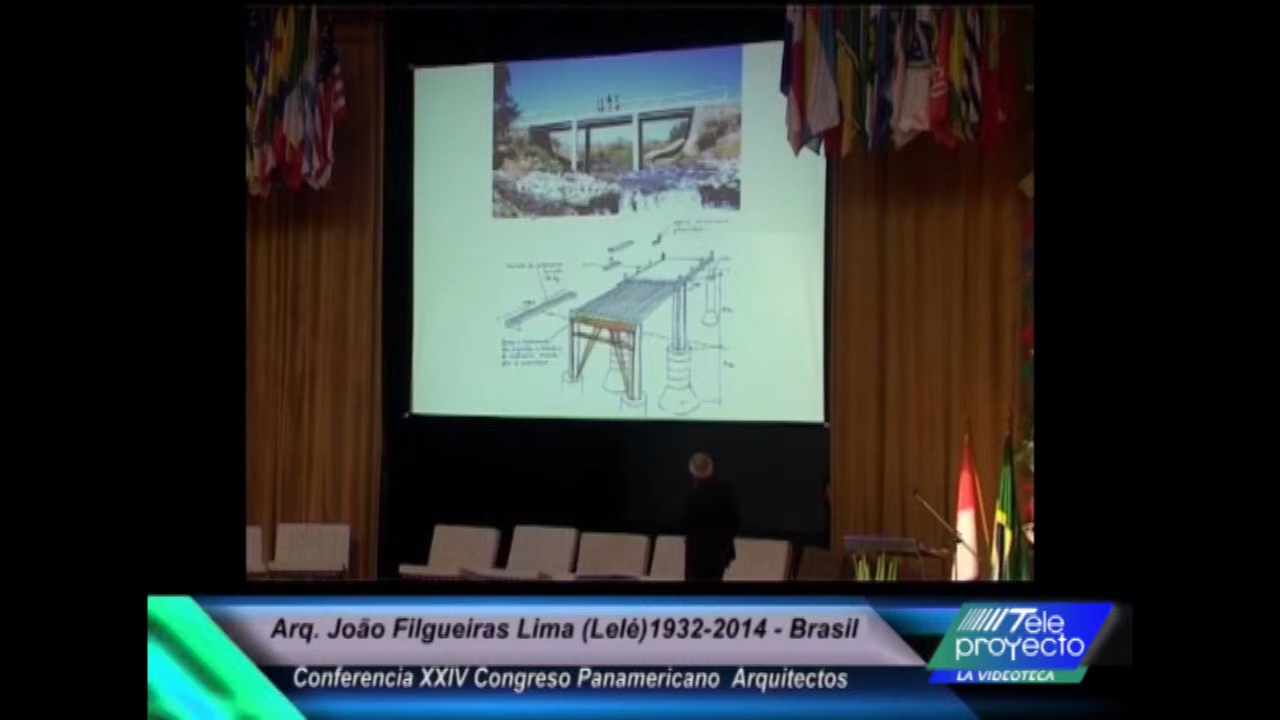 Arq. João Filgueiras Lima (Lelé)1932-2014 - Brasil
Conferencia XXIV Congreso Panamericano Arquitectos
Tele
proyecto
LA VIDEOTECA